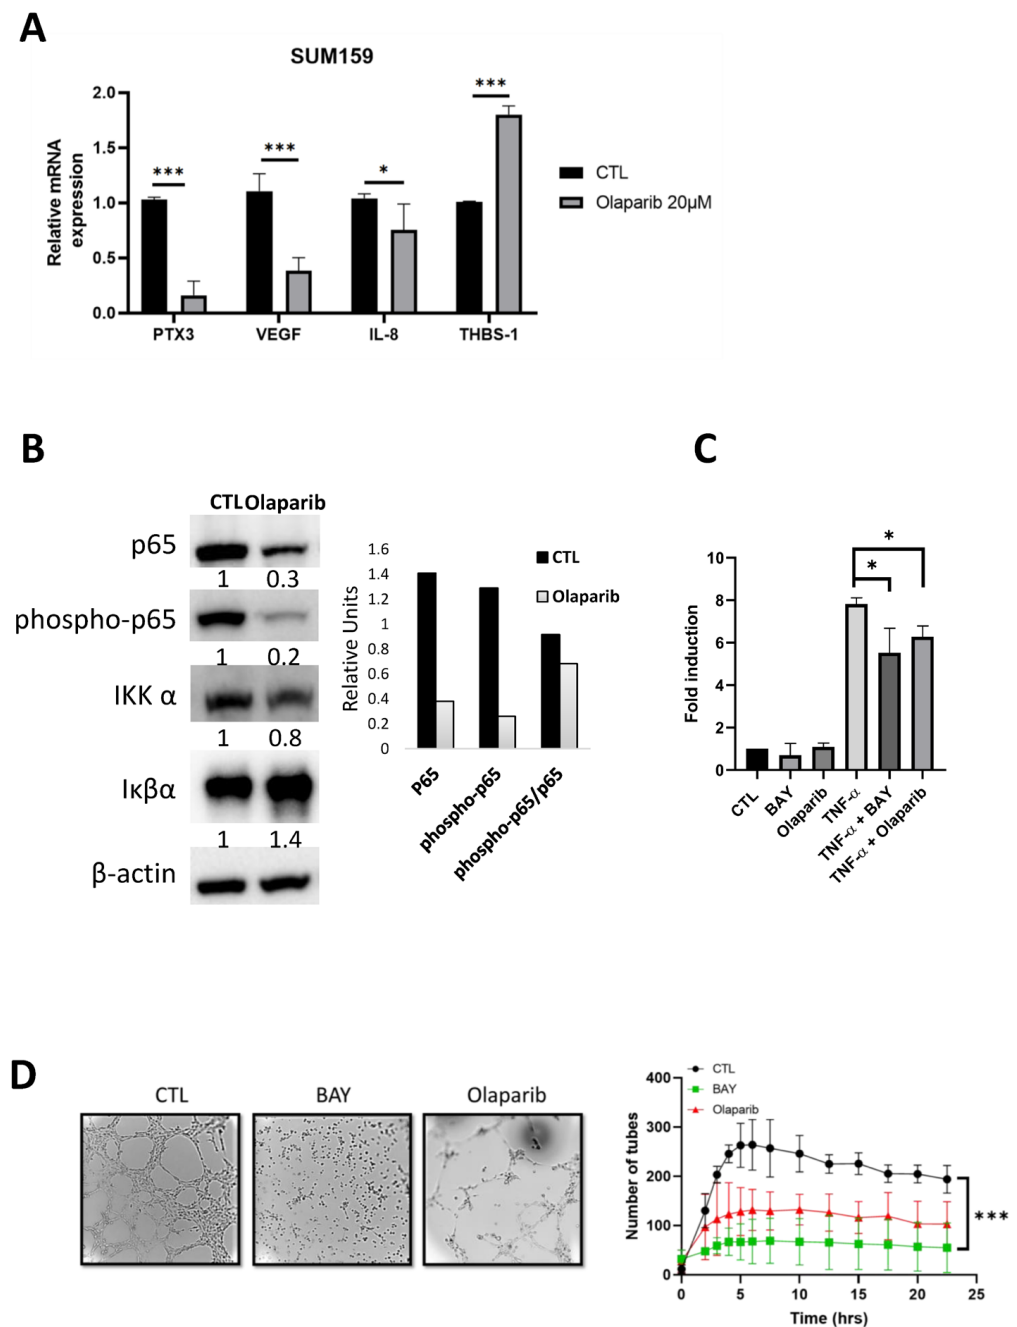 A
SUM159
Relative mRNA
expression
2.0
1.5
1.0
0.5
0.0
***
***
*
***
PTX3
VEGF
IL-8
THBS-1
CTL
Olaparib 20µM
B
CTL Olaparib
p65
1 0.3
phospho-p65
1 0.2
IKK α
1 0.8
Iκβα
1 1.4
β-actin
Relative Units
1.6
1.4
1.2
1
0.8
0.6
0.4
0.2
0
CTL
Olaparib
P65
phospho-p65
phospho-p65/p65
C
Fold induction
10
8
6
4
2
0
*
*
CTL
BAY
Olaparib
TNF-α
TNF-α + BAY
TNF-α + Olaparib
D
CTL
BAY
Olaparib
CTL
BAY
Olaparib
Number of tubes
400
300
200
100
0
***
0 5 10 15 20 25
Time (hrs)